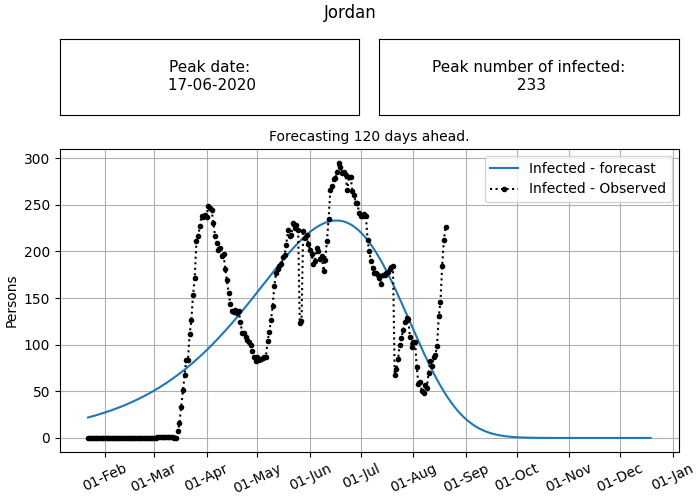 Jordan
Peak date:
17-06-2020
Peak number of infected:
233
Forecasting 120 days ahead.
Infected - forecast
Infected - Observed
Persons
300
250
200
150
100
50
0
01-Feb
01-Mar
01-Apr
01-May
01-Jun
01-Jul
01-Aug
01-Sep
01-Oct
01-Nov
01-Dec
01-Jan